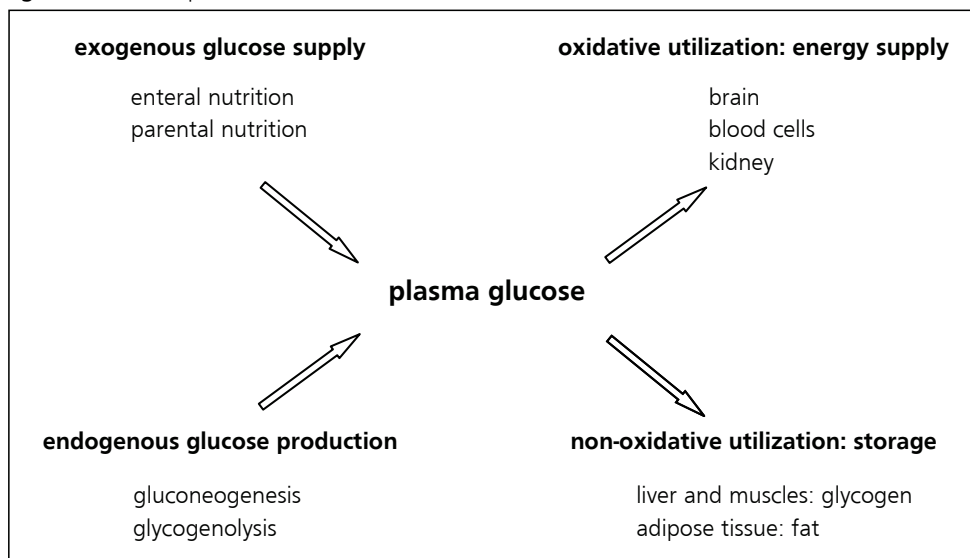 exogenous glucose supply
enteral nutrition
parental nutrition
oxidative utilization: energy supply
brain
blood cells
kidney
plasma glucose
endogenous glucose production
gluconeogenesis
glycogenolysis
non-oxidative utilization: storage
liver and muscles: glycogen
adipose tissue: fat